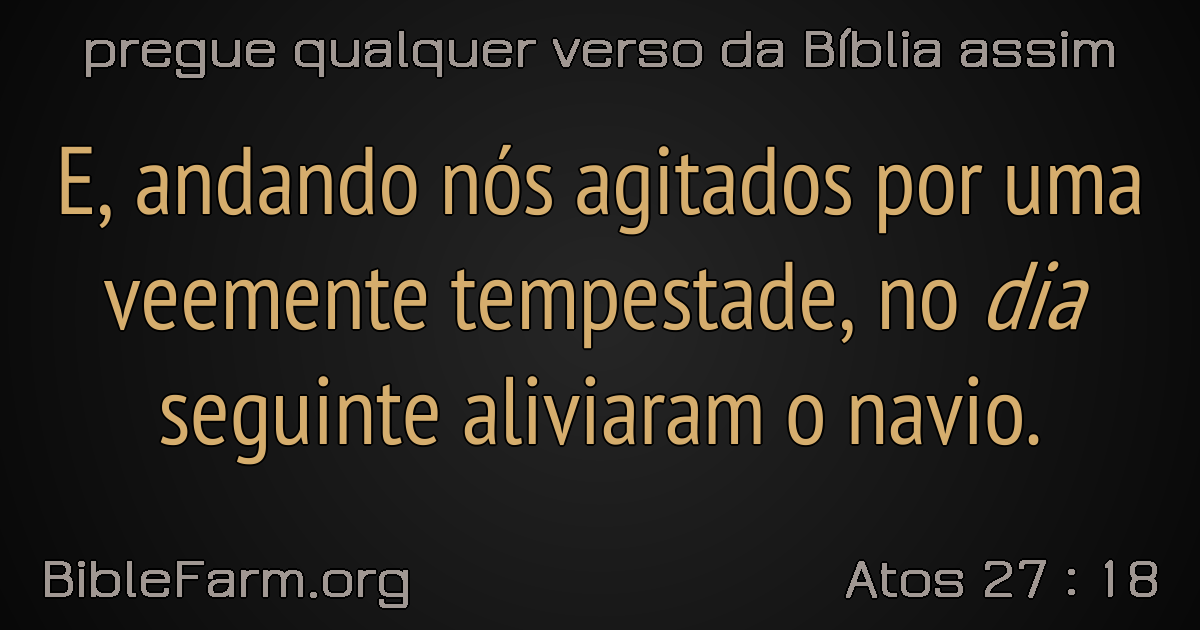 pregue qualquer verso da Bíblia assim
E, andando nós agitados por uma
veemente tempestade, no dia
seguinte aliviaram o navio.
BibleFarm.org
Atos 27 : 18